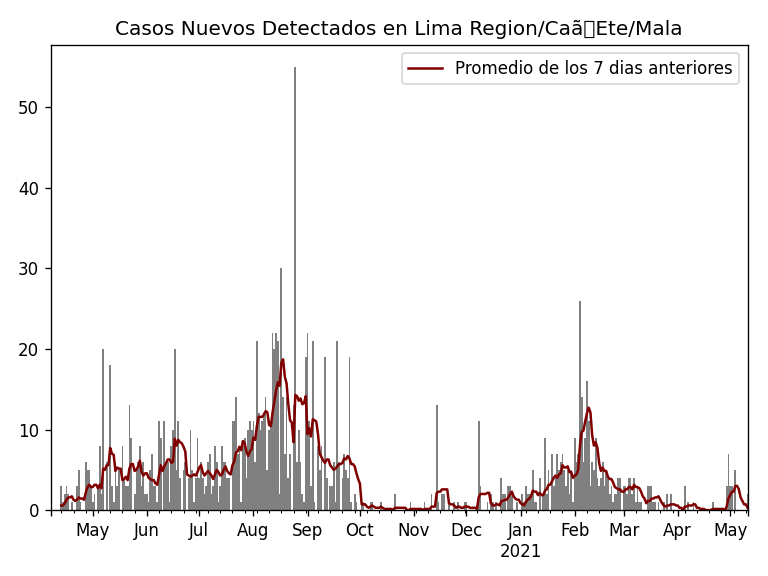 Casos Nuevos Detectados en Lima Region/Caã▯Ete/Mala
Promedio de los 7 dias anteriores
50
40
30
20
10
0
May Jun Jul Aug Sep Oct Nov Dec Jan Feb Mar Apr May
2021